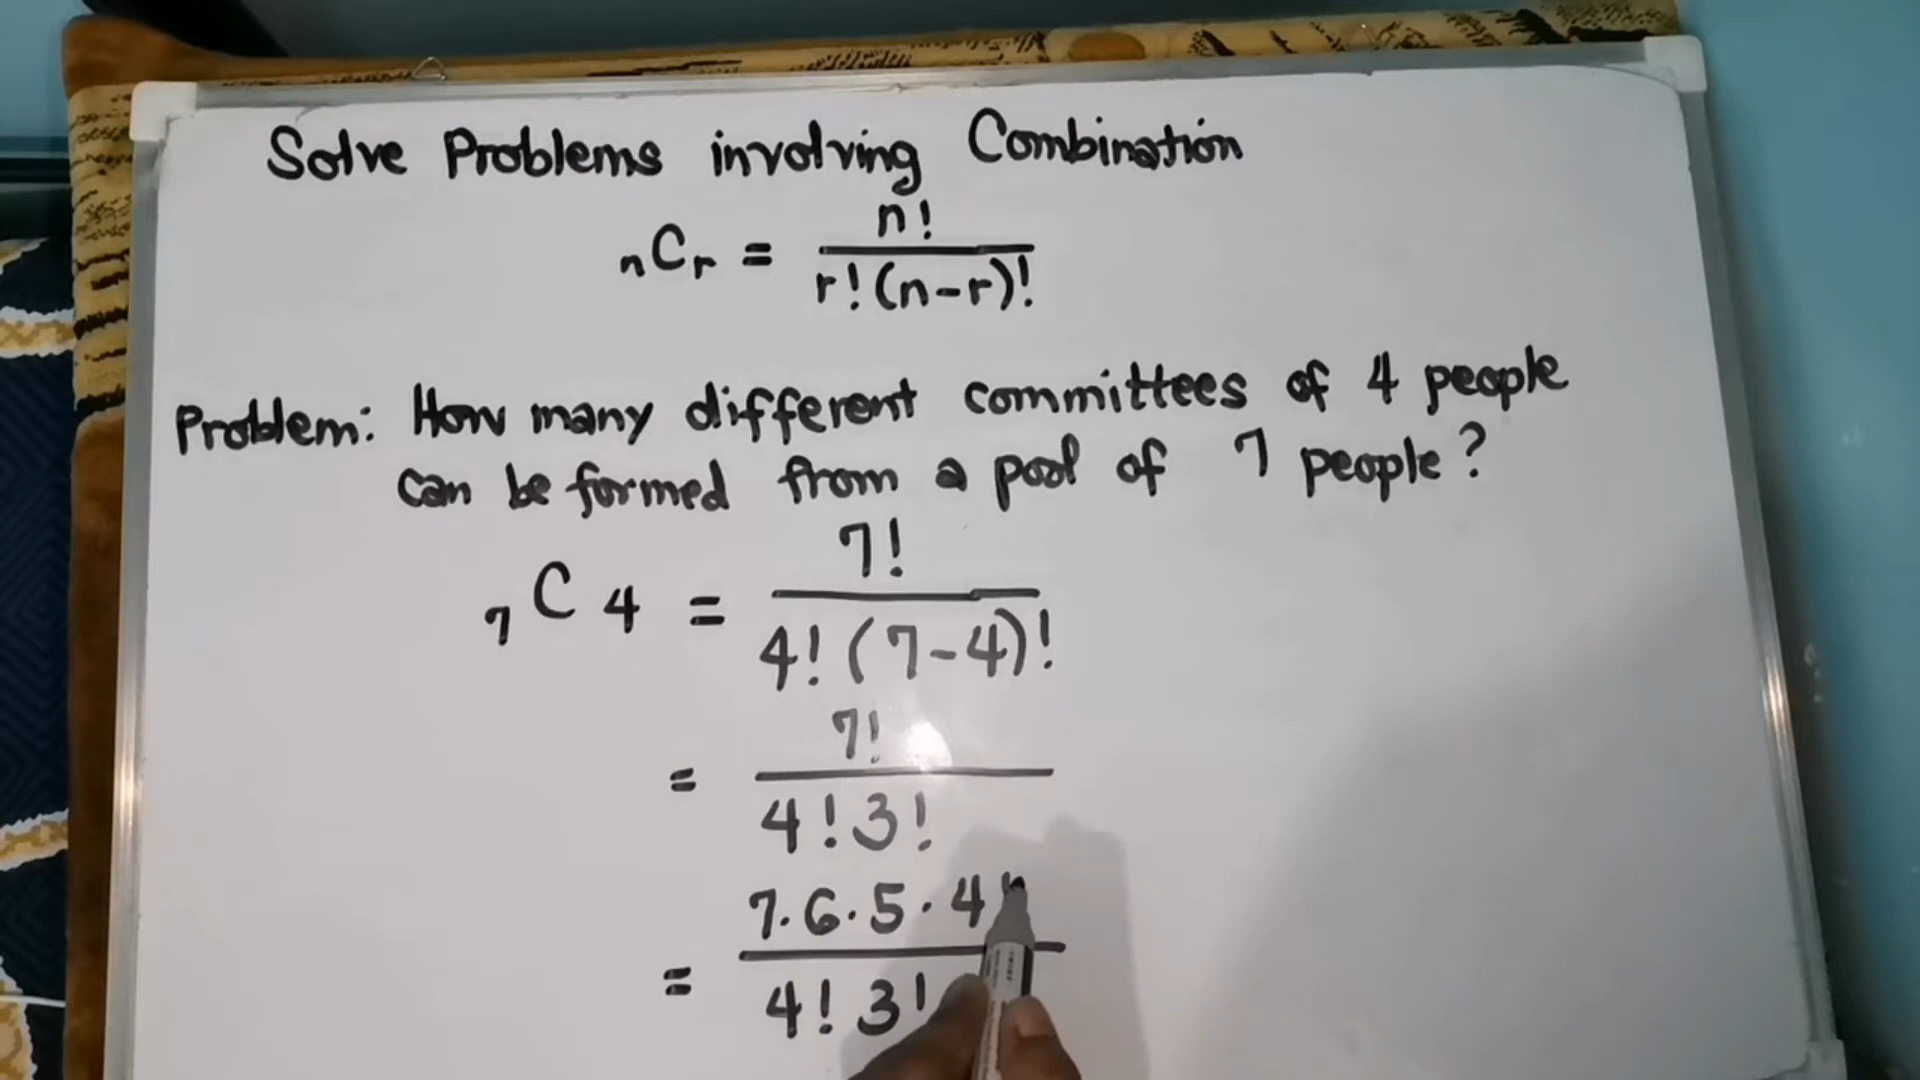 Solve Problems involving Combination
nCr = n! / r!(n-r)!
Problem: How many different committees of 4 people
can be formed from a pool of 7 people?
7C4 = 7! / 4!(7-4)!
= 7! / 4!3!
= 7·6·5·4 / 4!3!